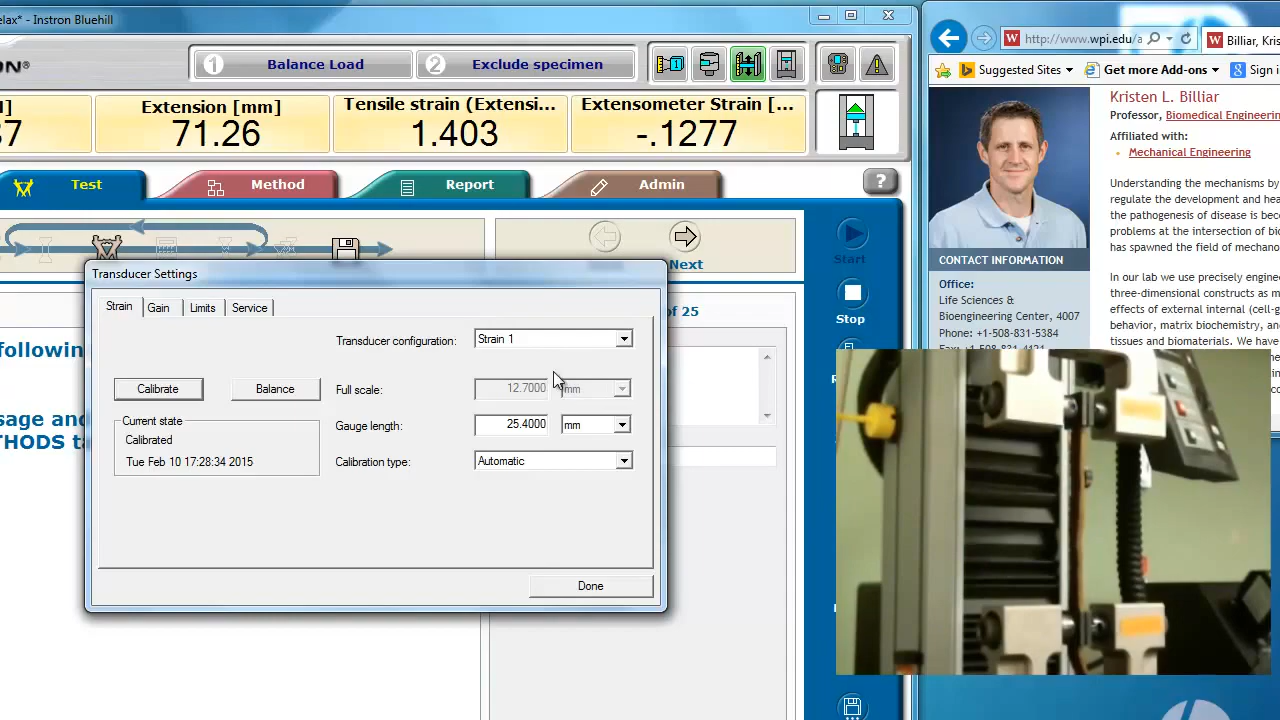 elax* - Instron Bluehill
ON®
1 Balance Load
2 Exclude specimen
Extension [mm]
71.26
Tensile strain (Extensi...
1.403
Extensometer Strain [...
-.1277
Test
Method
Report
Admin
?
Next
Start
Stop
of 25
followin
sage and
THODS ta
Transducer Settings
Strain
Gain
Limits
Service
Transducer configuration:
Strain 1
Calibrate
Balance
Full scale:
12.7000
mm
Gauge length:
25.4000
mm
Current state
Calibrated
Tue Feb 10 17:28:34 2015
Calibration type:
Automatic
Done
http://www.wpi.edu/a
Billiar, Kris
Suggested Sites
Get more Add-ons
Sign i
Kristen L. Billiar
Professor, Biomedical Engineerin
Affiliated with:
Mechanical Engineering
Understanding the mechanisms by
regulate the development and hea
the pathogenesis of disease is bec
problems at the intersection of bio
has spawned the field of mechano
In our lab we use precisely engine
three-dimensional constructs as m
effects of external internal (cell-g
behavior, matrix biochemistry, an
tissues and biomaterials. We have
CONTACT INFORMATION
Office:
Life Sciences &
Bioengineering Center, 4007
Phone: +1-508-831-5384